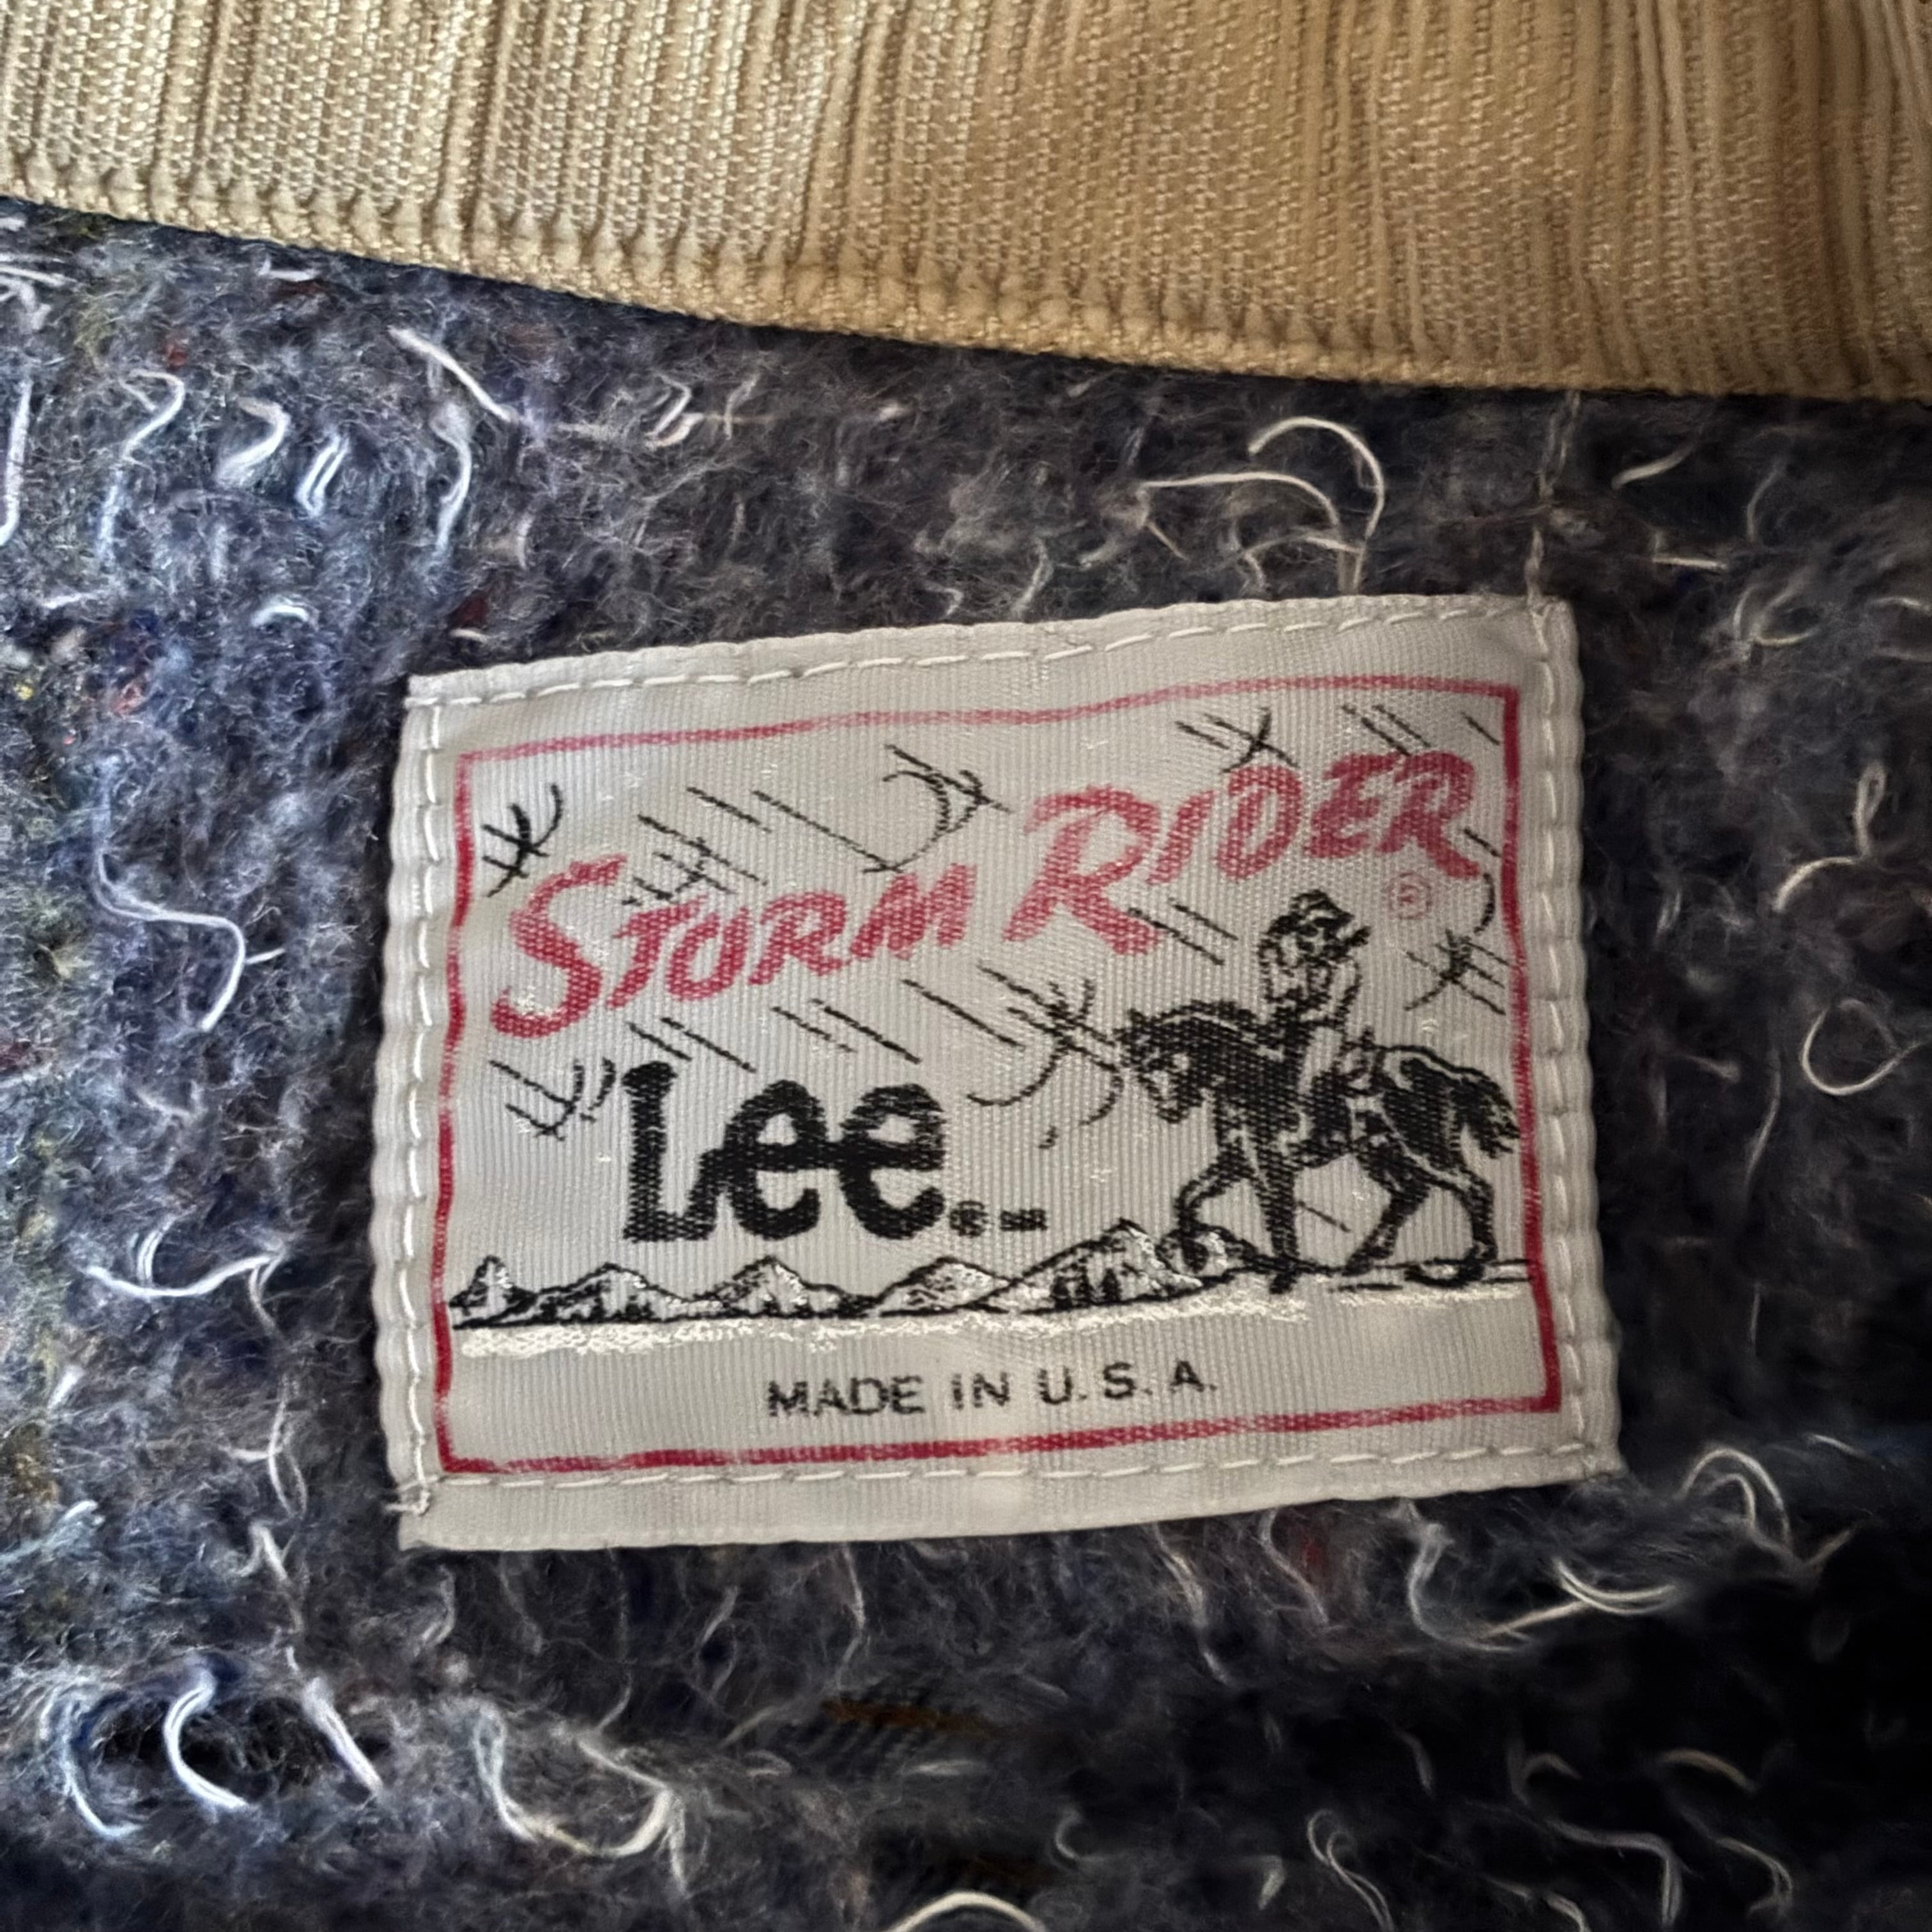 STORM RIDER ®
Lee ®
MADE IN U.S.A.